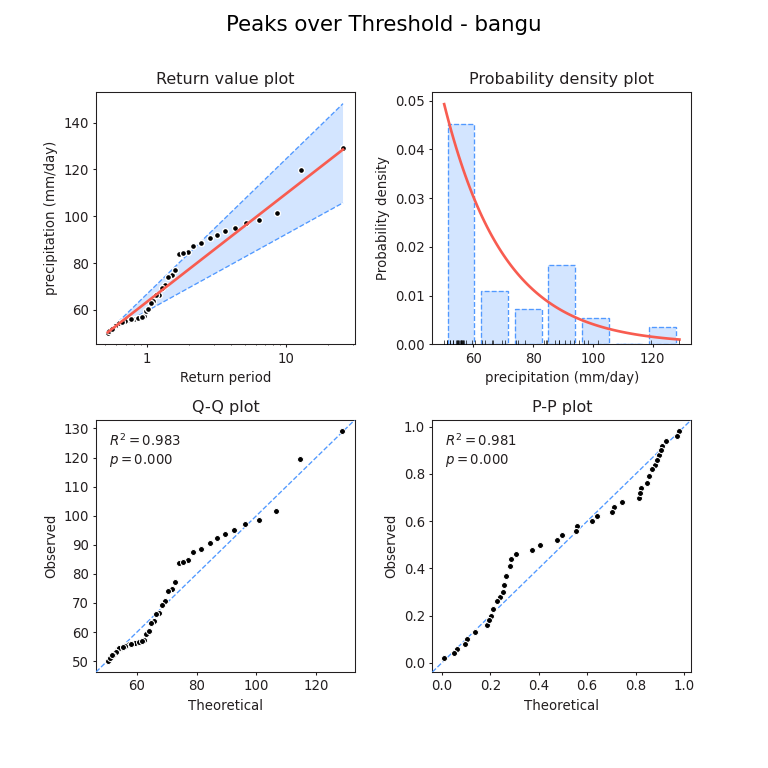 Peaks over Threshold - bangu
Return value plot
precipitation (mm/day)
140
120
100
80
60
1
10
Return period
Probability density plot
Probability density
0.05
0.04
0.03
0.02
0.01
0.00
60
80
100
120
precipitation (mm/day)
Q-Q plot
R² = 0.983
p = 0.000
Observed
130
120
110
100
90
80
70
60
50
60
80
100
120
Theoretical
P-P plot
R² = 0.981
p = 0.000
Observed
1.0
0.8
0.6
0.4
0.2
0.0
0.0
0.2
0.4
0.6
0.8
1.0
Theoretical